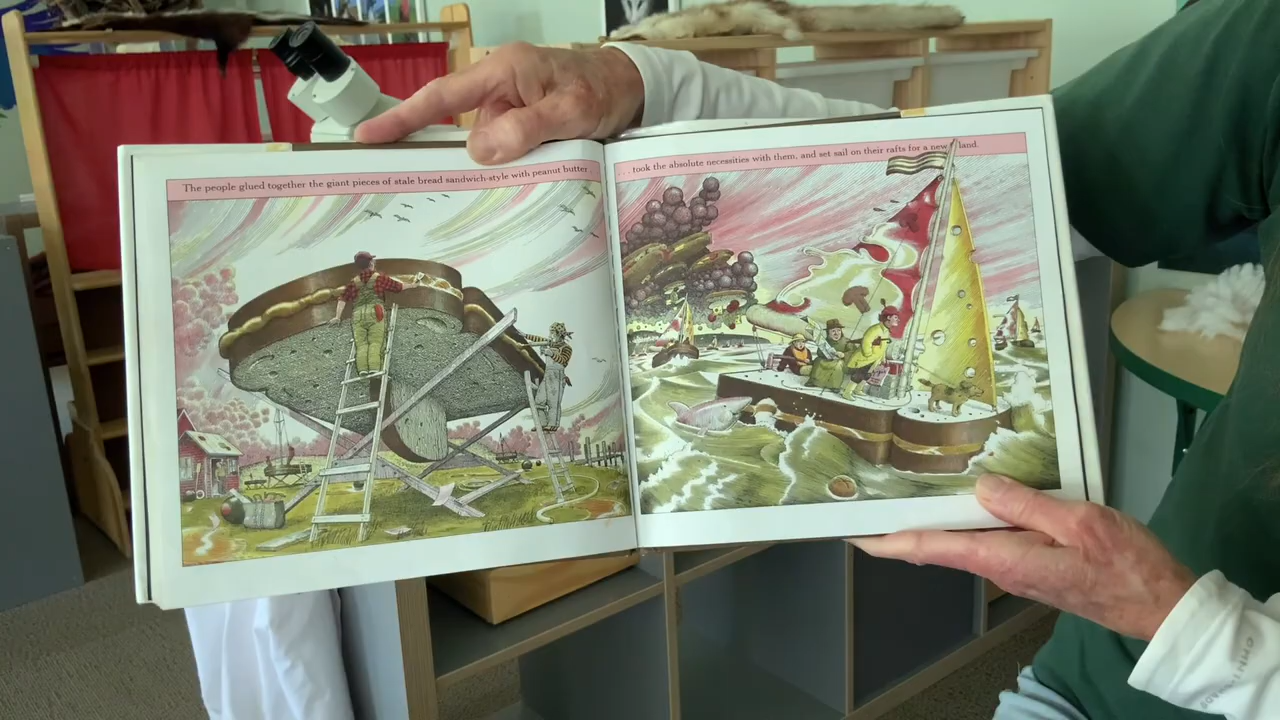 The people glued together the giant pieces of stale bread sandwich-style with peanut butter . . .
. . . took the absolute necessities with them, and set sail on their rafts for a new land.